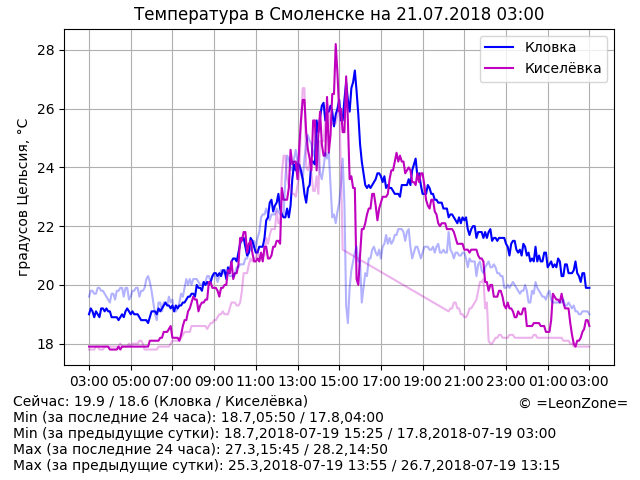 Температура в Смоленске на 21.07.2018 03:00
градусов Цельсия, °C
28
26
24
22
20
18
Кловка
Киселёвка
03:00 05:00 07:00 09:00 11:00 13:00 15:00 17:00 19:00 21:00 23:00 01:00 03:00
Сейчас: 19.9 / 18.6 (Кловка / Киселёвка)
© =LeonZone=
Min (за последние 24 часа): 18.7,05:50 / 17.8,04:00
Min (за предыдущие сутки): 18.7,2018-07-19 15:25 / 17.8,2018-07-19 03:00
Max (за последние 24 часа): 27.3,15:45 / 28.2,14:50
Max (за предыдущие сутки): 25.3,2018-07-19 13:55 / 26.7,2018-07-19 13:15